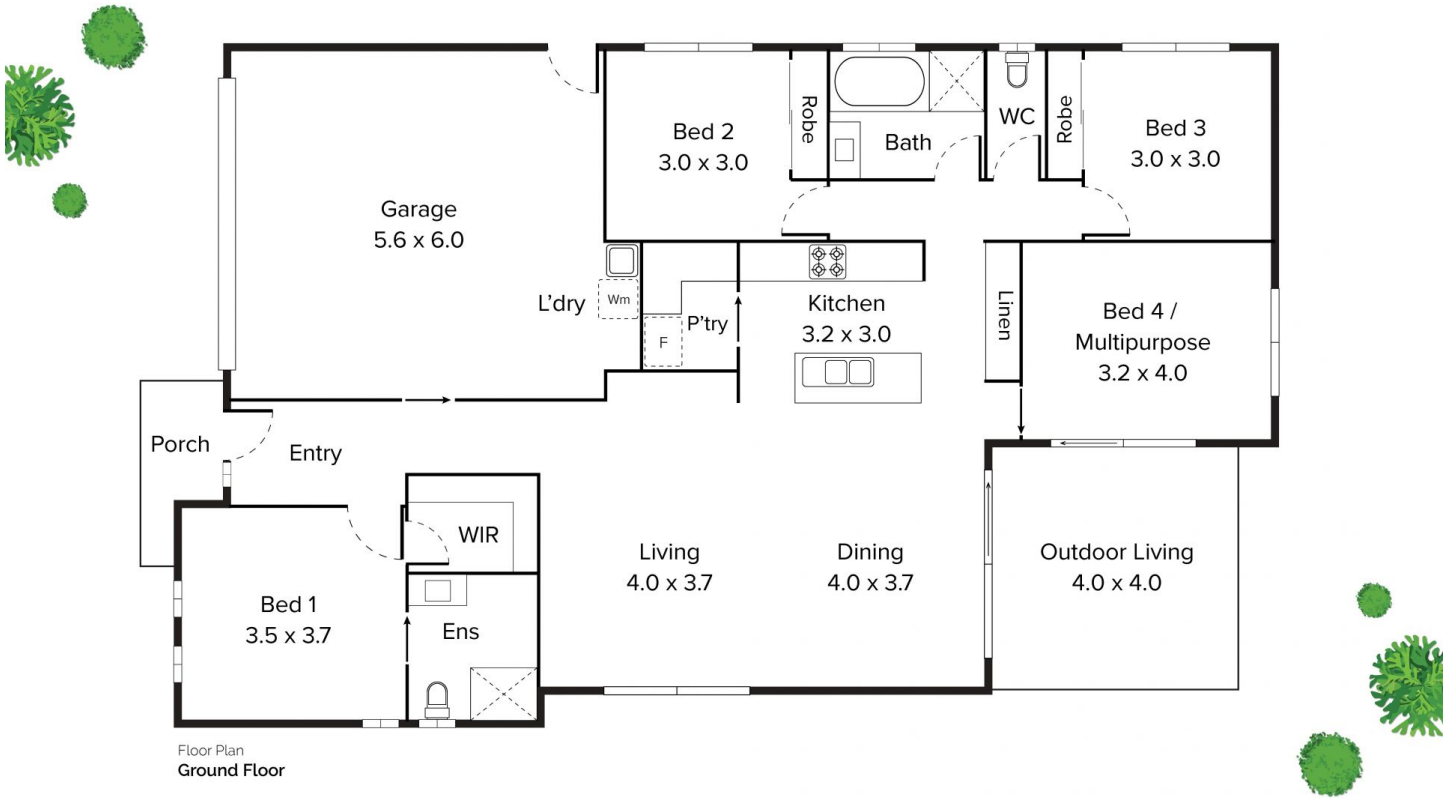 Garage
5.6 x 6.0
Bed 2
3.0 x 3.0
Robe
Bath
WC
Robe
Bed 3
3.0 x 3.0
L'dry
Wm
F
P'try
Kitchen
3.2 x 3.0
Linen
Bed 4 /
Multipurpose
3.2 x 4.0
Porch
Entry
WIR
Bed 1
3.5 x 3.7
Ens
Living
4.0 x 3.7
Dining
4.0 x 3.7
Outdoor Living
4.0 x 4.0
Floor Plan
Ground Floor